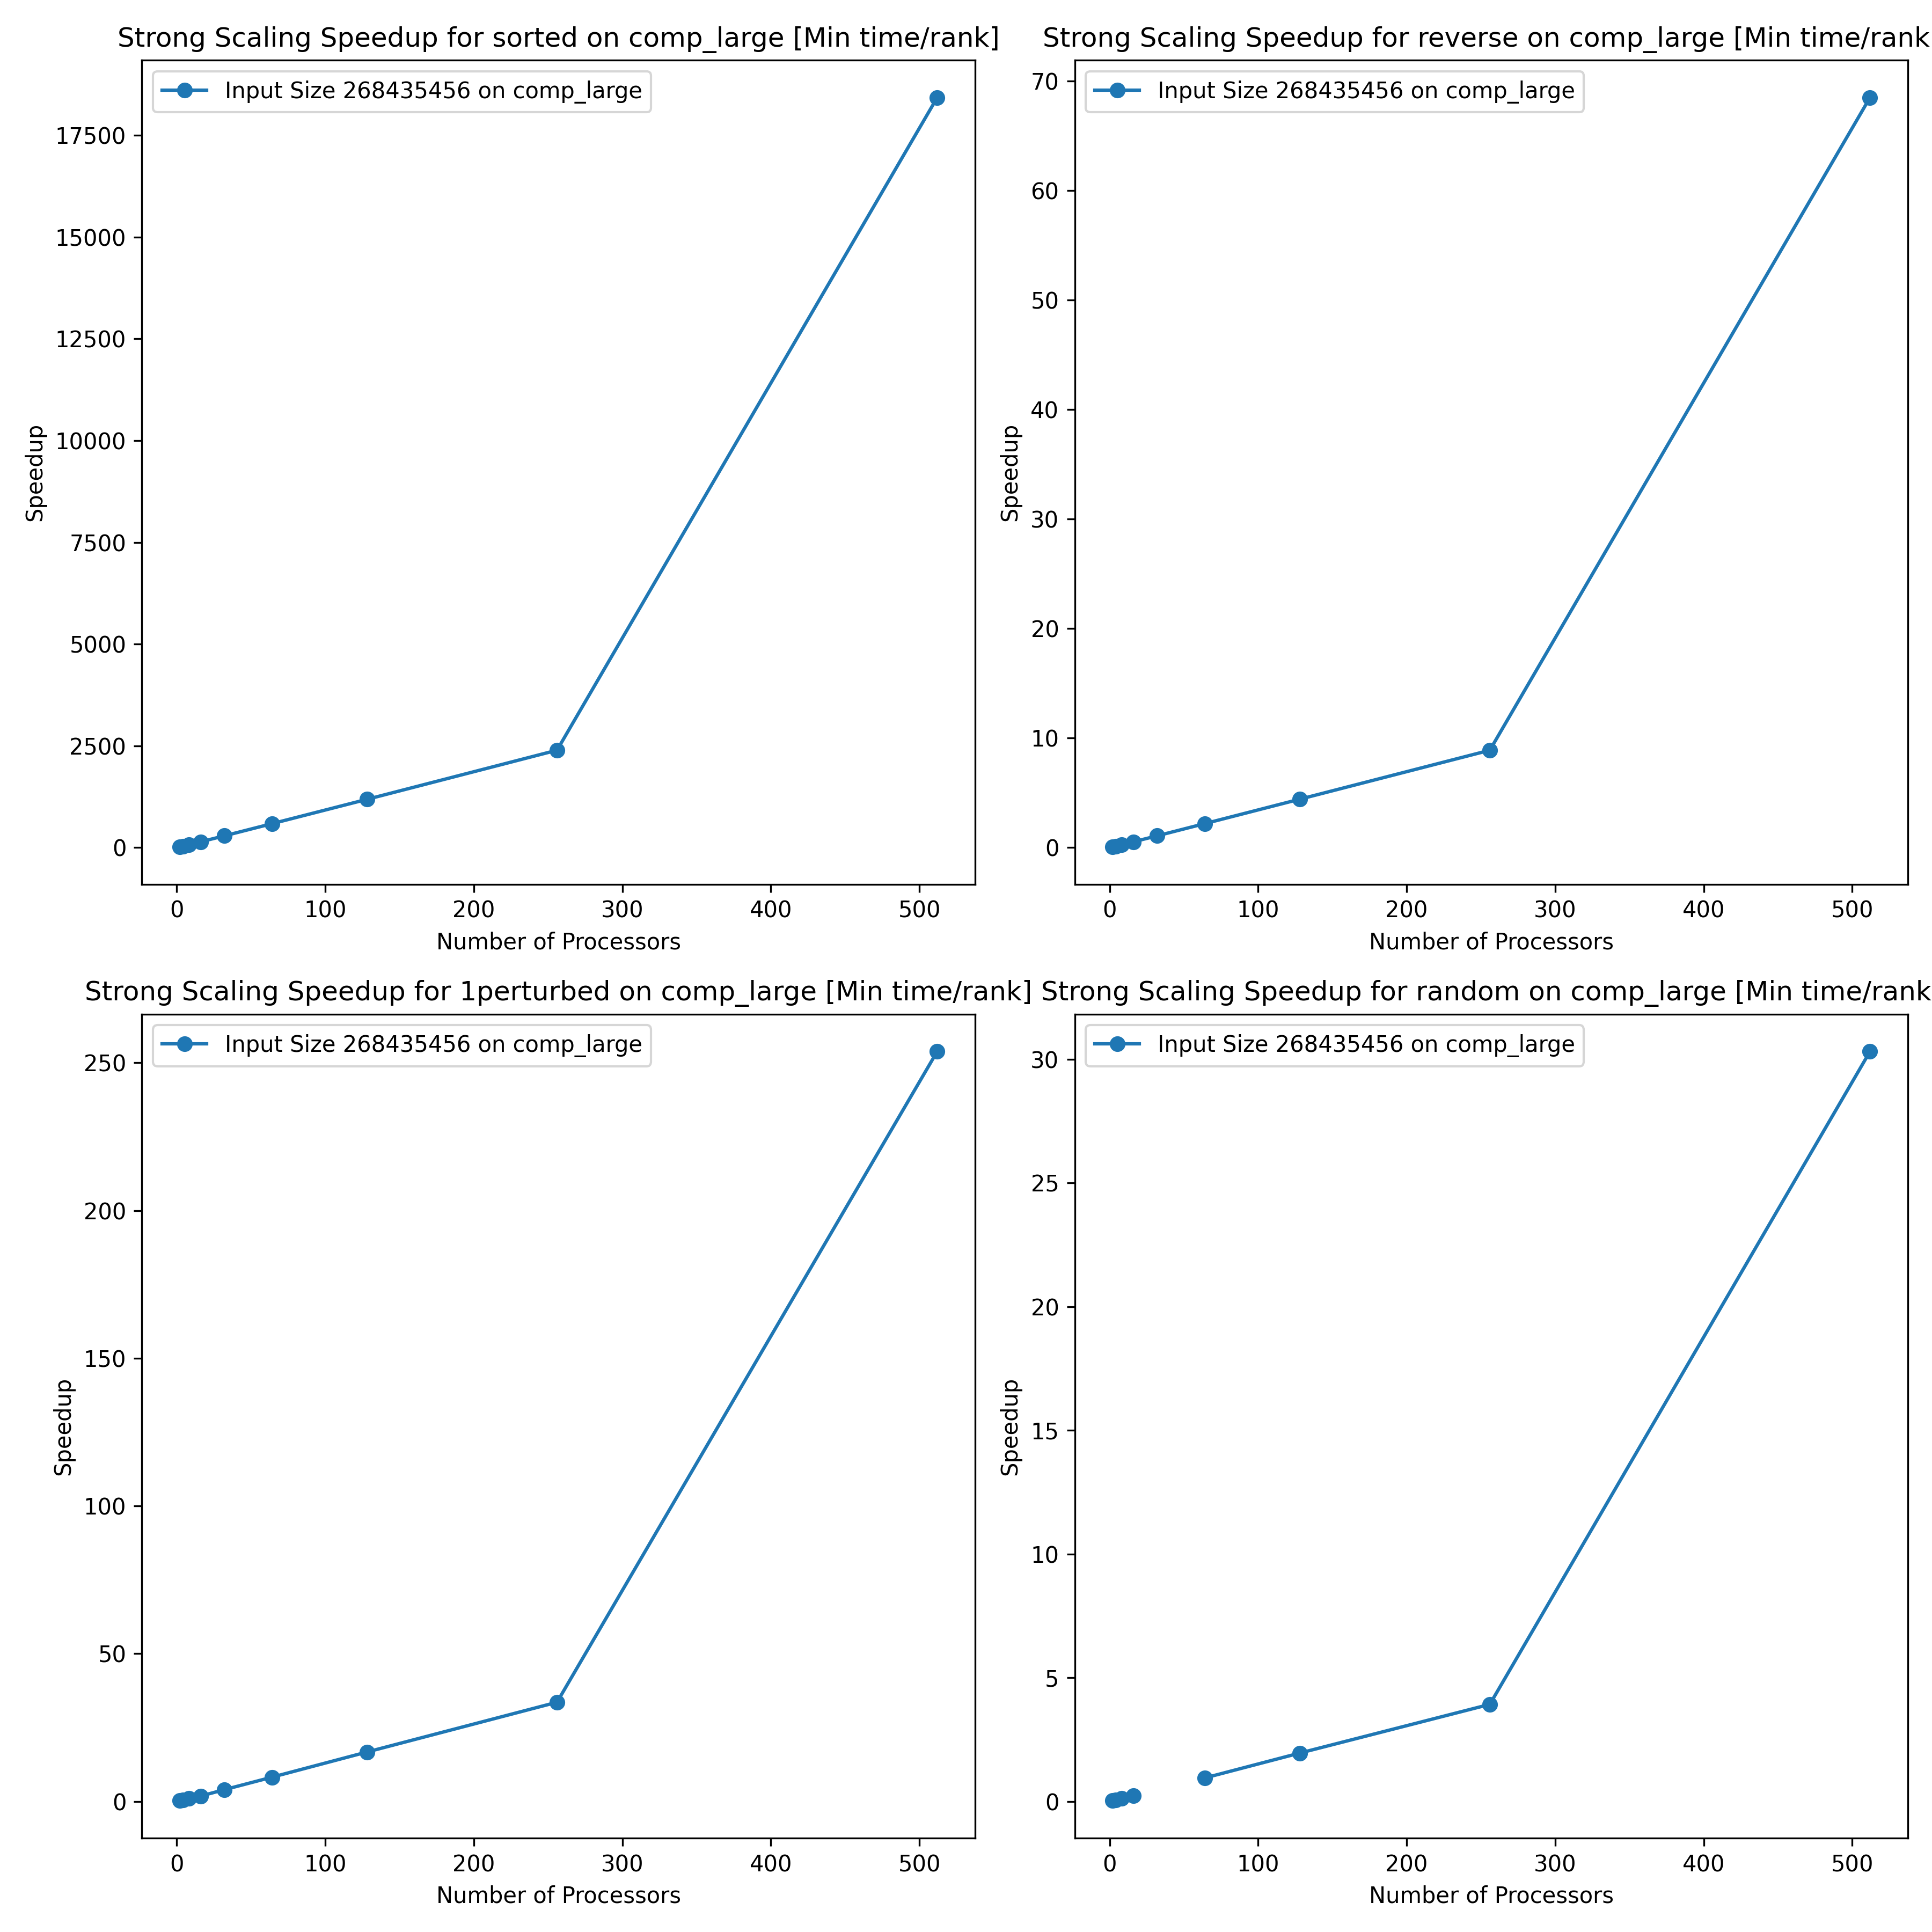 Strong Scaling Speedup for sorted on comp_large [Min time/rank]
Input Size 268435456 on comp_large
17500
15000
12500
10000
7500
5000
2500
0
Speedup
0 100 200 300 400 500
Number of Processors
Strong Scaling Speedup for reverse on comp_large [Min time/rank
Input Size 268435456 on comp_large
70
60
50
40
30
20
10
0
Speedup
0 100 200 300 400 500
Number of Processors
Strong Scaling Speedup for 1perturbed on comp_large [Min time/rank]
Input Size 268435456 on comp_large
250
200
150
100
50
0
Speedup
0 100 200 300 400 500
Number of Processors
Strong Scaling Speedup for random on comp_large [Min time/rank
Input Size 268435456 on comp_large
30
25
20
15
10
5
0
Speedup
0 100 200 300 400 500
Number of Processors